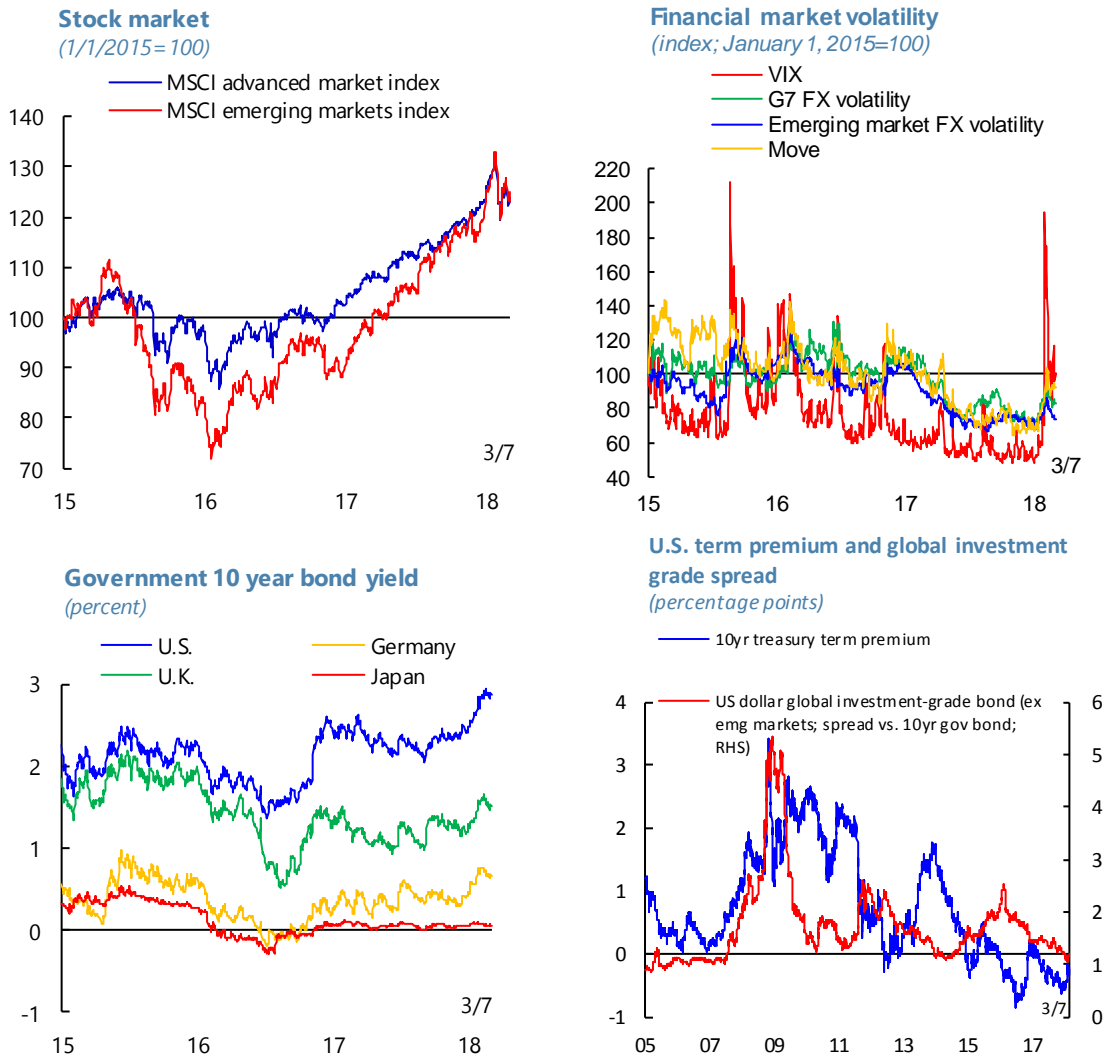 Stock market
(1/1/2015=100)
MSCI advanced market index
MSCI emerging markets index
140
130
120
110
100
90
80
70
3/7
15 16 17 18
Financial market volatility
(index; January 1, 2015=100)
VIX
G7 FX volatility
Emerging market FX volatility
Move
220
200
180
160
140
120
100
80
60
40
3/7
15 16 17 18
Government 10 year bond yield
(percent)
U.S. Germany
U.K. Japan
3
2
1
0
-1
3/7
15 16 17 18
U.S. term premium and global investment
grade spread
(percentage points)
10yr treasury term premium
US dollar global investment-grade bond (ex
emg markets; spread vs. 10yr gov bond;
RHS)
4 6
3 5
4
2
3
1
2
0
1
-1 0
3/7
05 07 09 11 13 15 17